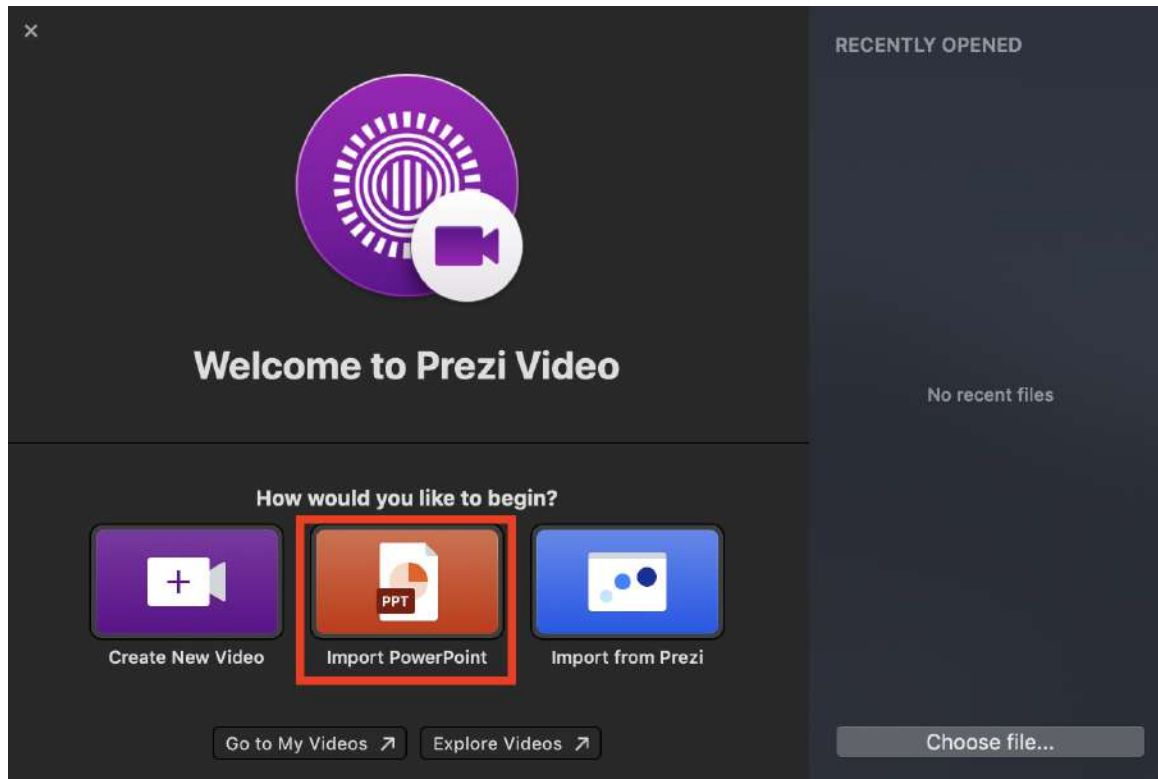 RECENTLY OPENED
Welcome to Prezi Video
No recent files
How would you like to begin?
PPT
Create New Video
Import PowerPoint
Import from Prezi
Go to My Videos ↗
Explore Videos ↗
Choose file...